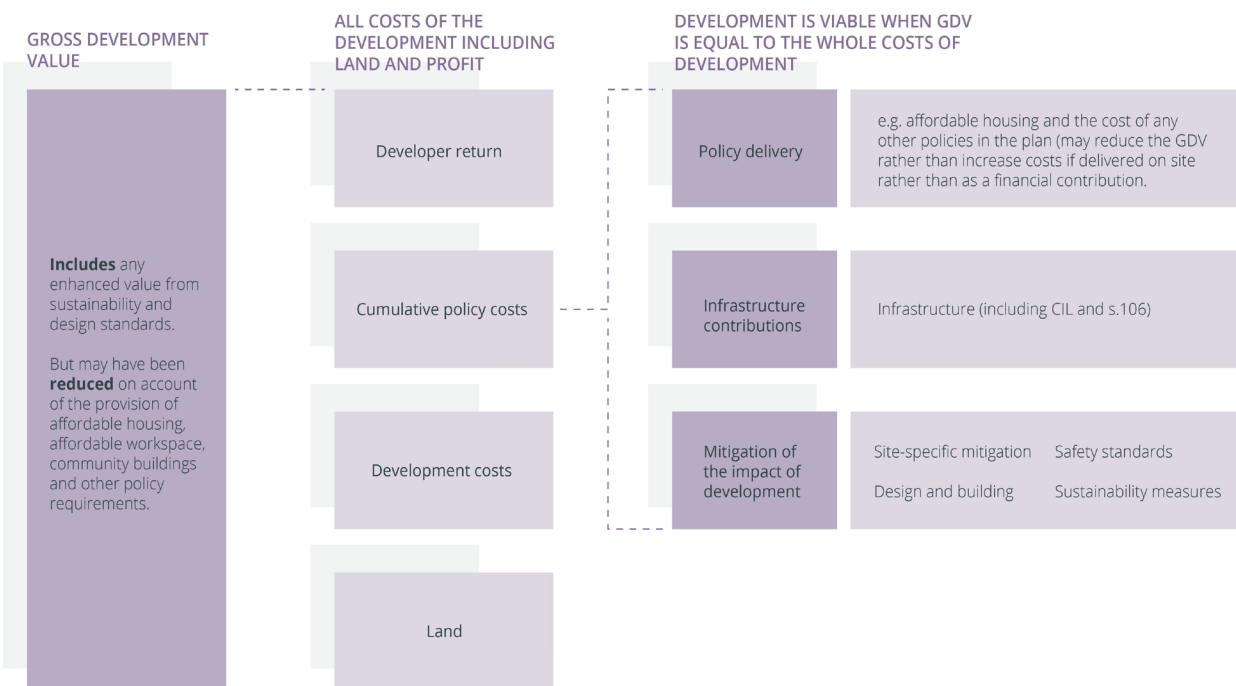 GROSS DEVELOPMENT
VALUE
Includes any
enhanced value from
sustainability and
design standards.
But may have been
reduced on account
of the provision of
affordable housing,
affordable workspace,
community buildings
and other policy
requirements.
ALL COSTS OF THE
DEVELOPMENT INCLUDING
LAND AND PROFIT
Developer return
Cumulative policy costs
Development costs
Land
DEVELOPMENT IS VIABLE WHEN GDV
IS EQUAL TO THE WHOLE COSTS OF
DEVELOPMENT
Policy delivery
e.g. affordable housing and the cost of any
other policies in the plan (may reduce the GDV
rather than increase costs if delivered on site
rather than as a financial contribution.
Infrastructure
contributions
Infrastructure (including CIL and s.106)
Mitigation of
the impact of
development
Site-specific mitigation
Safety standards
Design and building
Sustainability measures